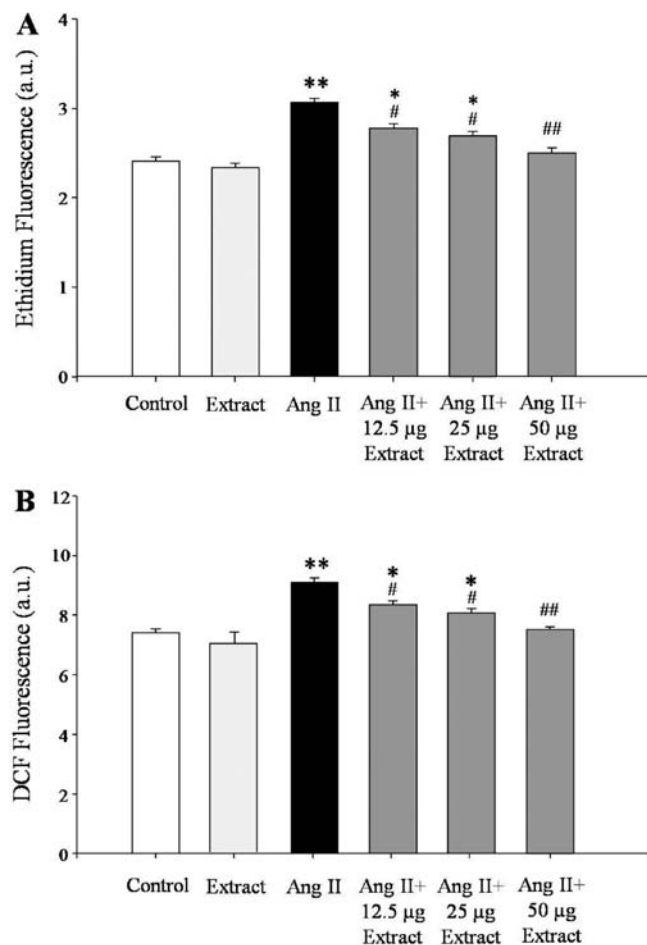 A
Ethidium Fluorescence (a.u.)
4
3
2
1
0
**
*
#
*
#
##
Control
Extract
Ang II
Ang II+
12.5 µg
Extract
Ang II+
25 µg
Extract
Ang II+
50 µg
Extract
B
DCF Fluorescence (a.u.)
12
10
8
6
4
2
0
**
*
#
*
#
##
Control
Extract
Ang II
Ang II+
12.5 µg
Extract
Ang II+
25 µg
Extract
Ang II+
50 µg
Extract